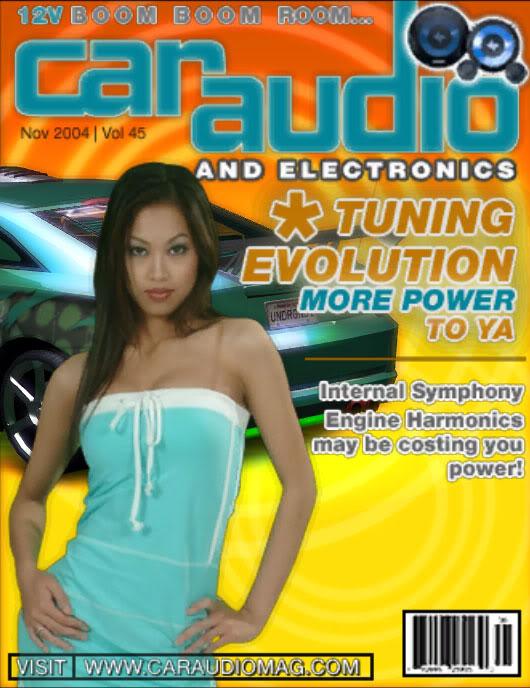 12V BOOM BOOM ROOM...
car
audio
Nov 2004 | Vol 45
AND ELECTRONICS
* TUNING
EVOLUTION
MORE POWER
TO YA
Internal Symphony
Engine Harmonics
may be costing you
power!
VISIT | WWW.CARAUDIOMAG.COM